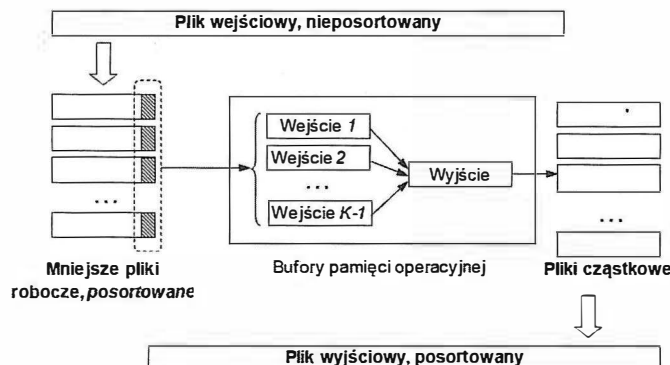 Plik wejściowy, nieposortowany
Wejście 1
Wejście 2
...
Wejście K-1
Wyjście
...
...
Mniejsze pliki
robocze, posortowane
Bufory pamięci operacyjnej
Pliki cząstkowe
Plik wyjściowy, posortowany